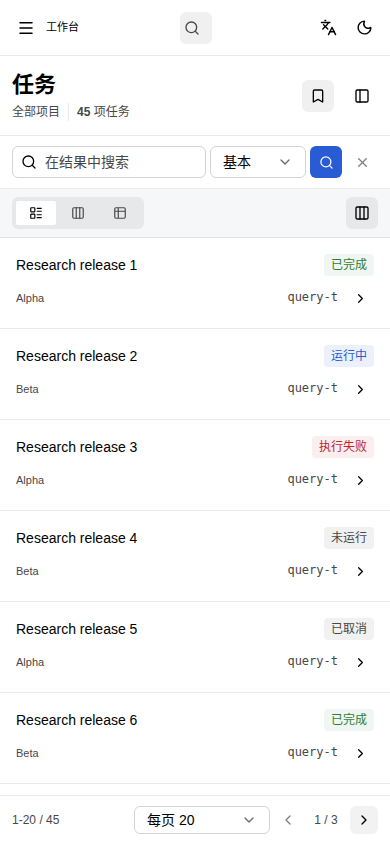 工作台
任务
全部项目 45 项任务
在结果中搜索 基本
Research release 1 已完成
Alpha query-t
Research release 2 运行中
Beta query-t
Research release 3 执行失败
Alpha query-t
Research release 4 未运行
Beta query-t
Research release 5 已取消
Alpha query-t
Research release 6 已完成
Beta query-t
1-20 / 45 每页 20 1 / 3